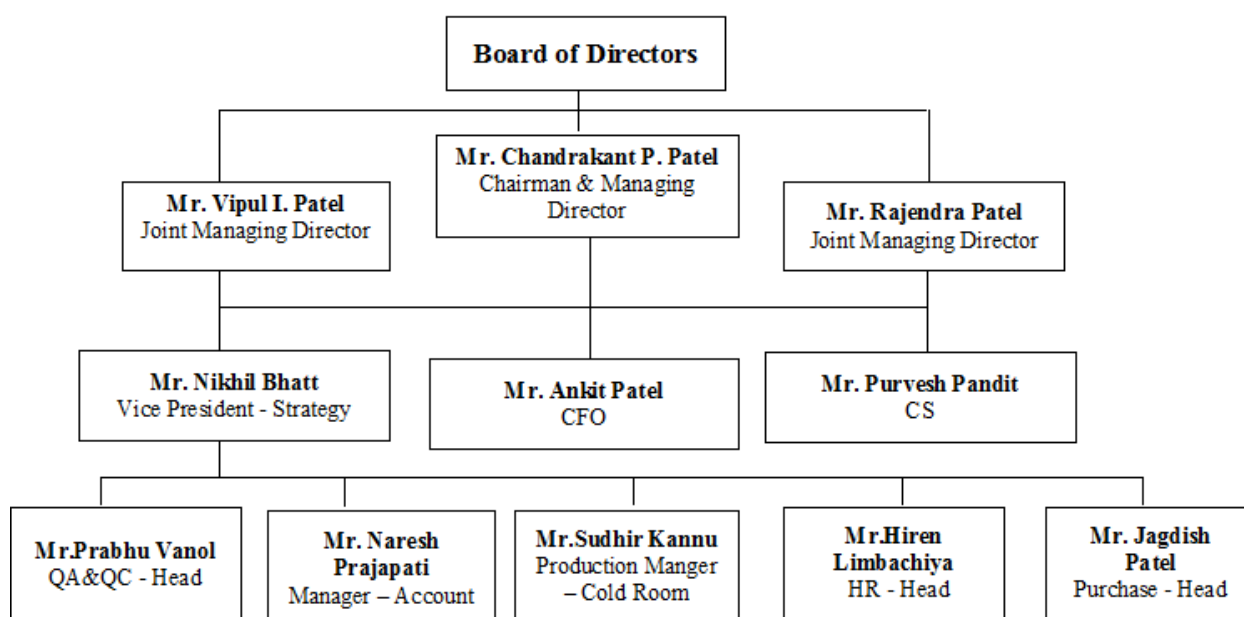 Board of Directors
Mr. Chandrakant P. Patel
Chairman & Managing
Director
Mr. Vipul I. Patel
Joint Managing Director
Mr. Rajendra Patel
Joint Managing Director
Mr. Nikhil Bhatt
Vice President - Strategy
Mr. Ankit Patel
CFO
Mr. Purvesh Pandit
CS
Mr.Prabhu Vanol
QA&QC - Head
Mr. Naresh
Prajapati
Manager – Account
Mr.Sudhir Kannu
Production Manger
– Cold Room
Mr.Hiren
Limbachiya
HR - Head
Mr. Jagdish
Patel
Purchase - Head